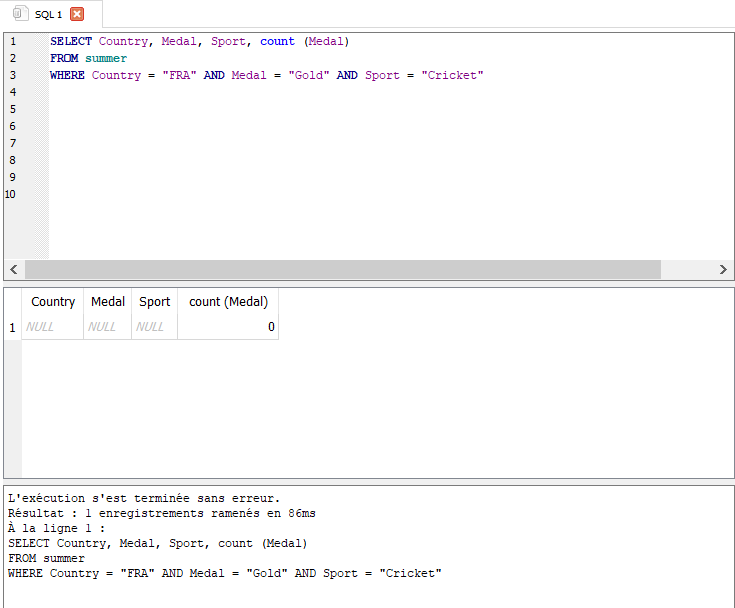 SQL 1
1 SELECT Country, Medal, Sport, count (Medal)
2 FROM summer
3 WHERE Country = "FRA" AND Medal = "Gold" AND Sport = "Cricket"
4
5
6
7
8
9
10
Country Medal Sport count (Medal)
1 NULL NULL NULL 0
L'exécution s'est terminée sans erreur.
Résultat : 1 enregistrements ramenés en 86ms
À la ligne 1 :
SELECT Country, Medal, Sport, count (Medal)
FROM summer
WHERE Country = "FRA" AND Medal = "Gold" AND Sport = "Cricket"